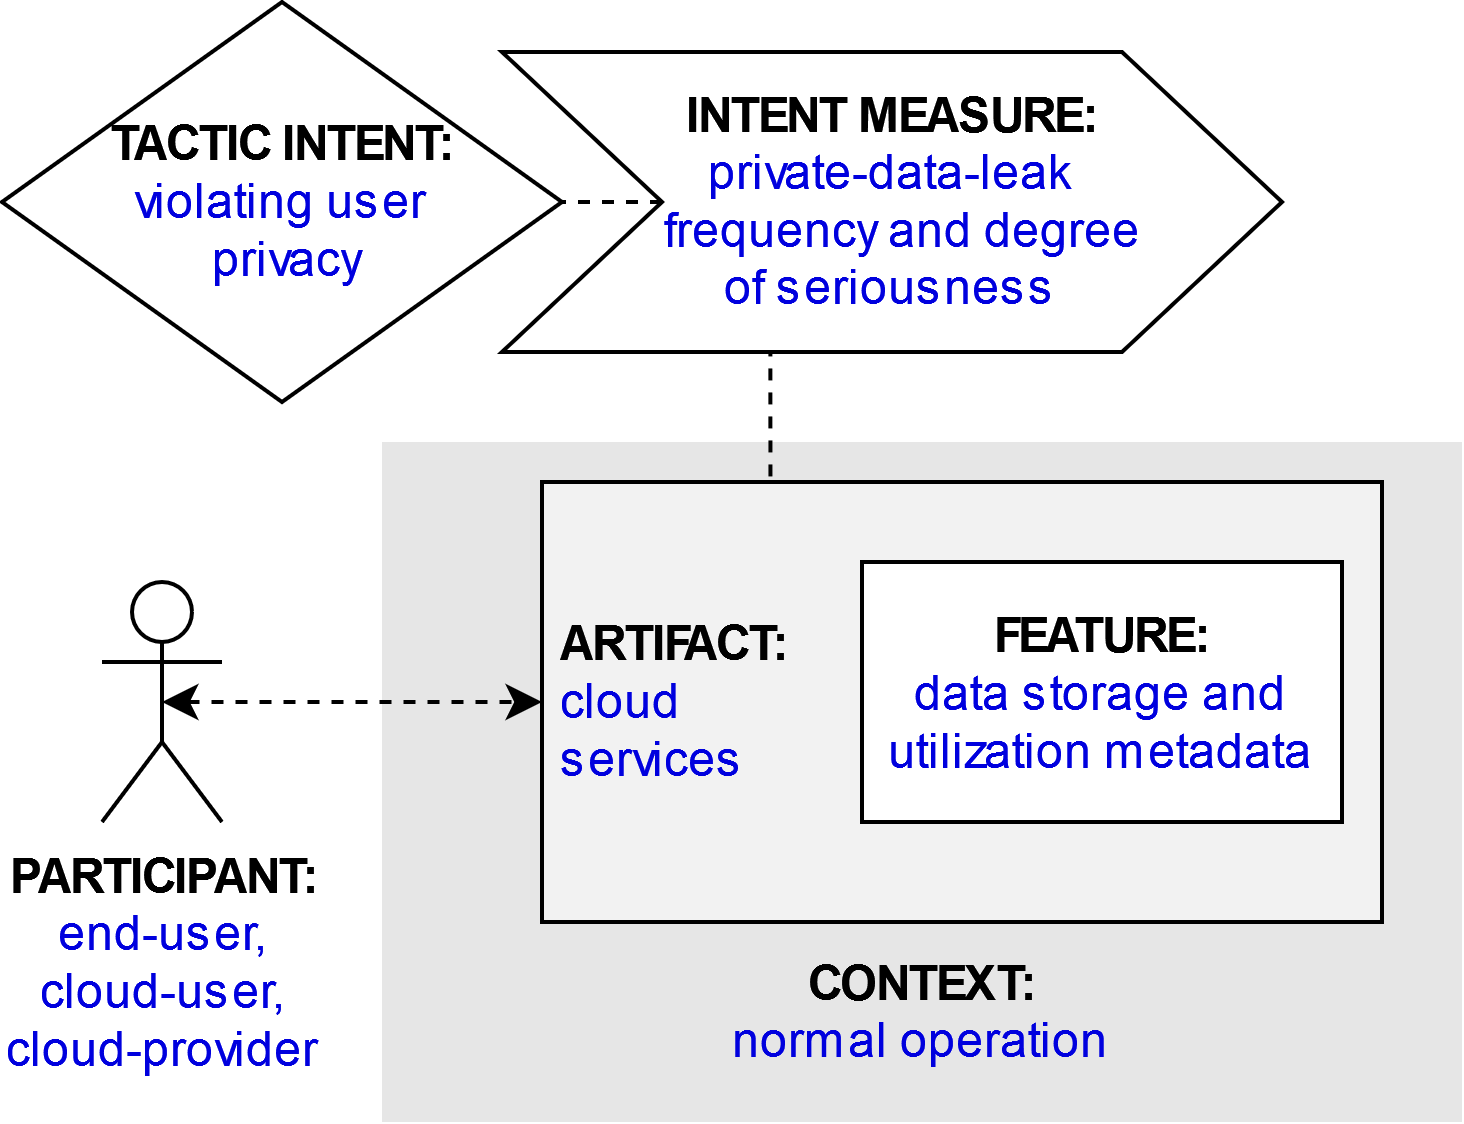 TACTIC INTENT:
violating user
privacy
INTENT MEASURE:
private-data-leak
frequency and degree
of seriousness
ARTIFACT:
cloud
services
FEATURE:
data storage and
utilization metadata
PARTICIPANT:
end-user,
cloud-user,
cloud-provider
CONTEXT:
normal operation